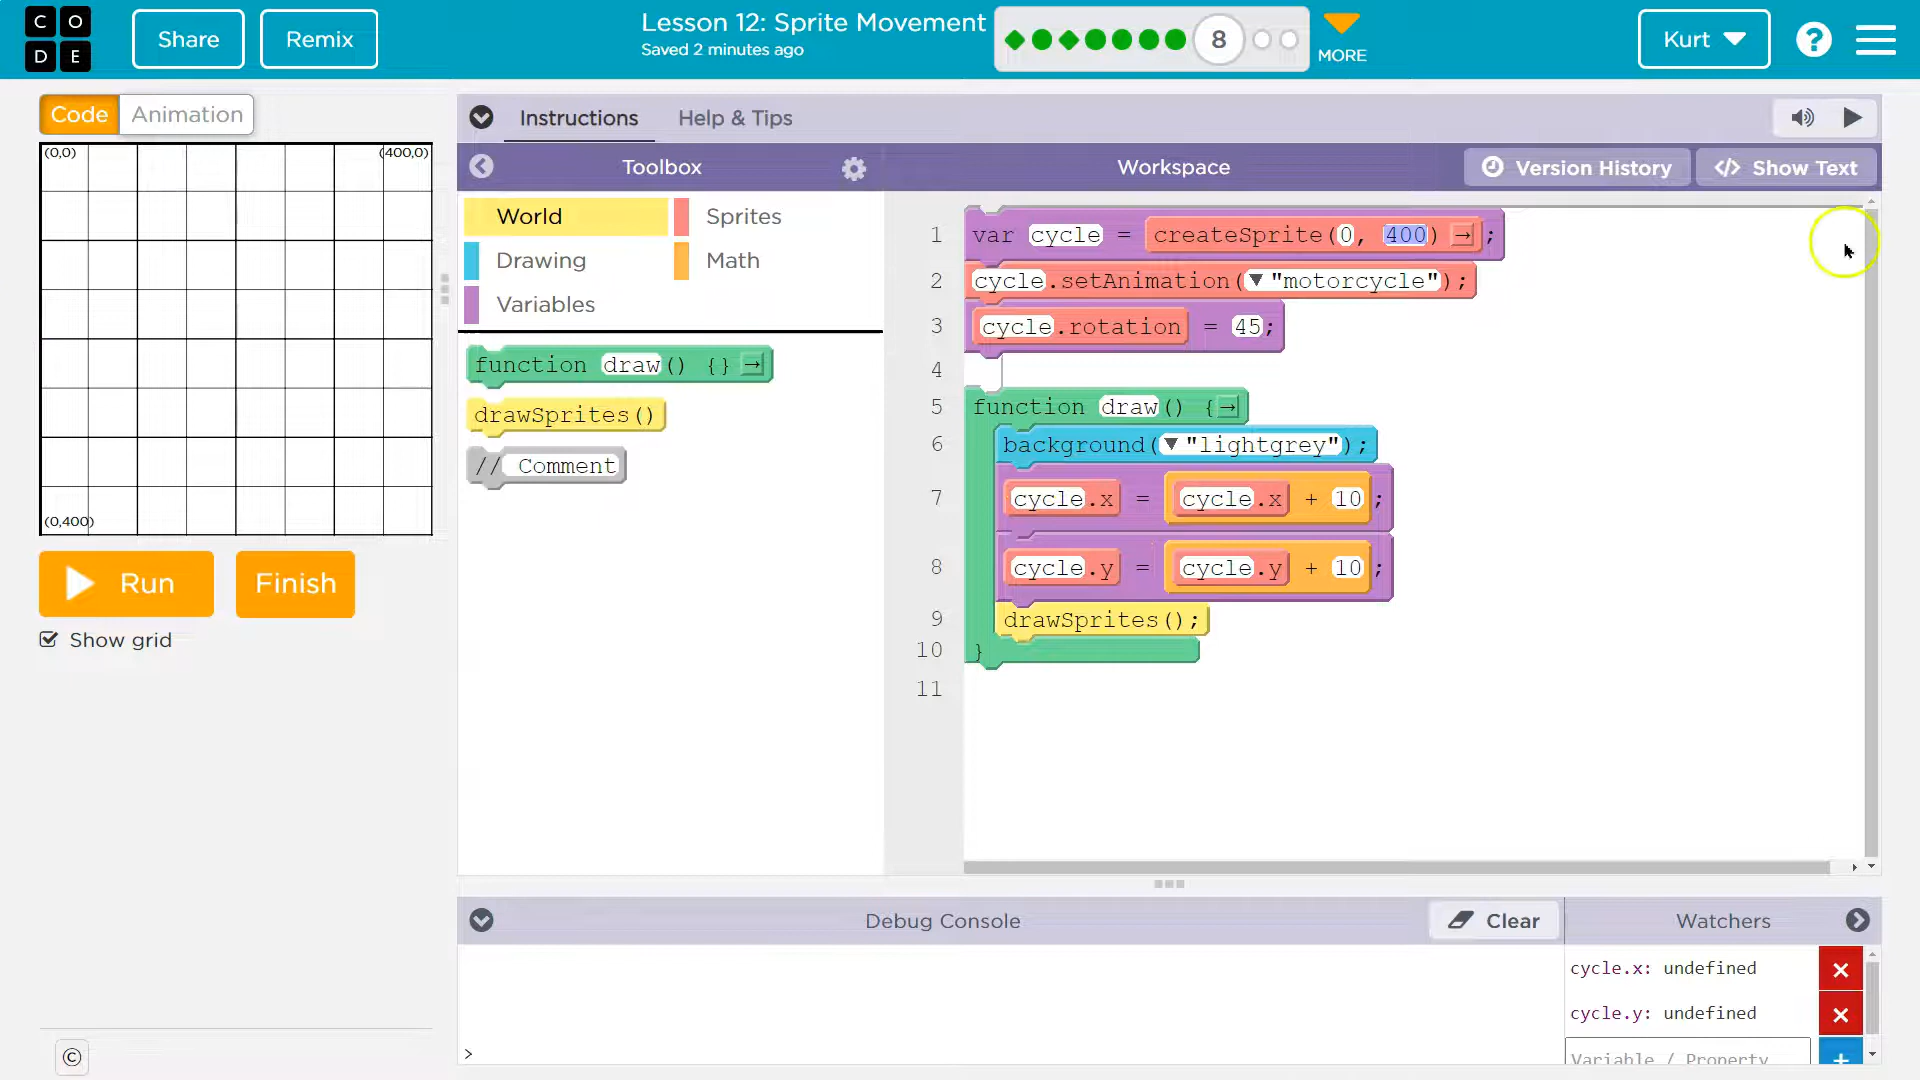 CO
DE
Share
Remix
Lesson 12: Sprite Movement
Saved 2 minutes ago
8
MORE
Kurt
?
Code
Animation
(0,0)
(400,0)
(0,400)
Run
Finish
Show grid
©
Instructions
Help & Tips
Toolbox
Workspace
Version History
</> Show Text
World
Sprites
Drawing
Math
Variables
function draw() {}→
drawSprites()
// Comment
1 var cycle = createSprite(0, 400) → ;
2 cycle.setAnimation(▼"motorcycle");
3 cycle.rotation = 45;
4
5 function draw() {→
6 background(▼"lightgrey");
7 cycle.x = cycle.x + 10;
8 cycle.y = cycle.y + 10;
9 drawSprites();
10 }
11
Debug Console
Clear
Watchers
cycle.x: undefined
cycle.y: undefined
Variable / Property
>